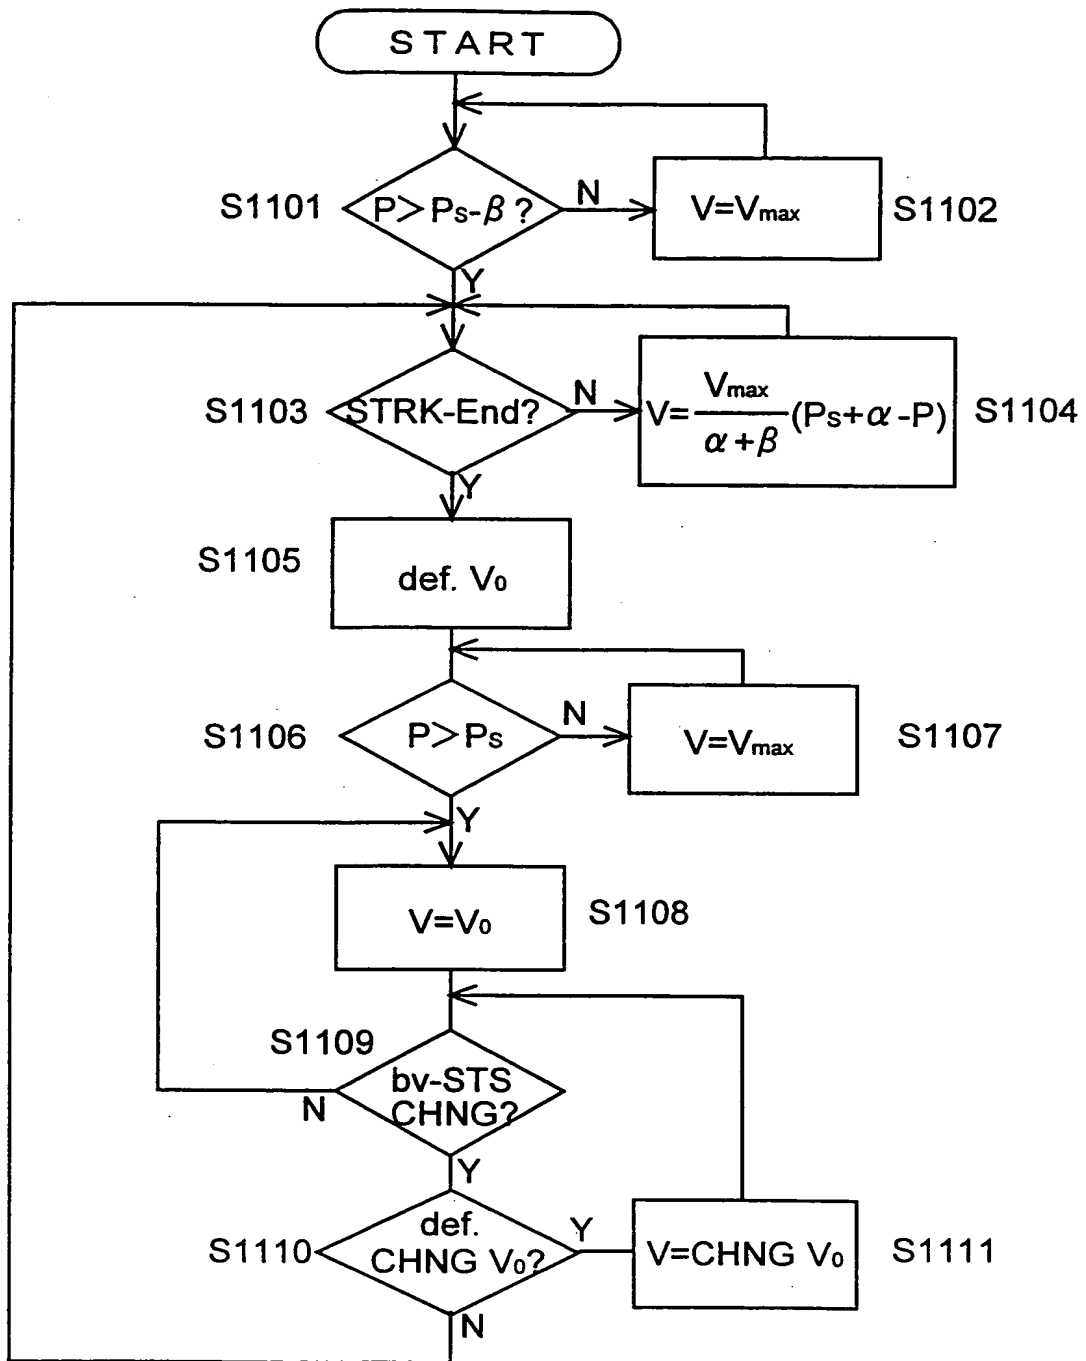 START
S1101
P>Ps-β?
N
V=Vmax
S1102
Y
S1103
STRK-End?
N
V=Vmax/(α+β)(Ps+α-P)
S1104
Y
S1105
def. V0
S1106
P>Ps
N
V=Vmax
S1107
Y
V=V0
S1108
S1109
bv-STS
CHNG?
N
Y
S1110
def.
CHNG V0?
Y
V=CHNG V0
S1111
N